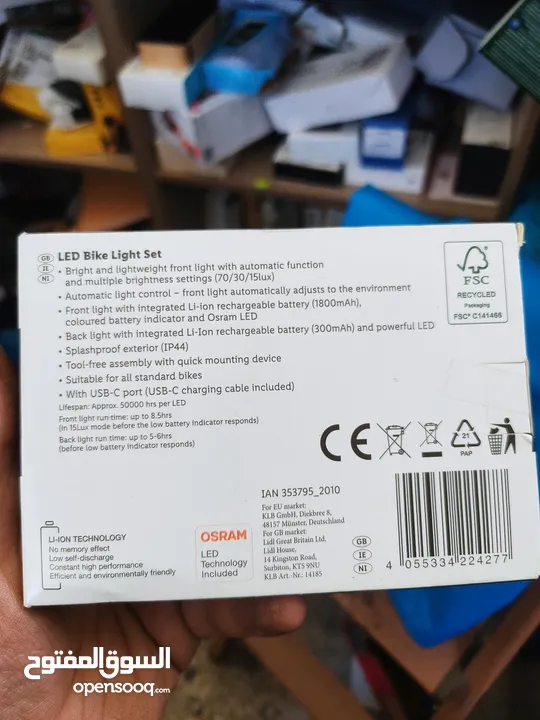 GB
IE
NI
LED Bike Light Set
• Bright and lightweight front light with automatic function
and multiple brightness settings (70/30/15lux)
• Automatic light control – front light automatically adjusts to the environment
• Front light with integrated Li-ion rechargeable battery (1800mAh),
coloured battery indicator and Osram LED
• Back light with integrated Li-Ion rechargeable battery (300mAh) and powerful LED
• Splashproof exterior (IP44)
• Tool-free assembly with quick mounting device
• Suitable for all standard bikes
• With USB-C port (USB-C charging cable included)
Lifespan: Approx. 50000 hrs per LED
Front light run time: up to 8.5hrs
(in 15Lux mode before the low battery indicator responds)
Back light run time: up to 5-6hrs
(before low battery indicator responds)
FSC
RECYCLED
Packaging
FSC® C141466
CE
21
PAP
LI-ION TECHNOLOGY
No memory effect
Low self-discharge
Constant high performance
Efficient and environmentally friendly
OSRAM
LED
Technology
Included
IAN 353795_2010
For EU market:
KLB GmbH, Diekbree 8,
48157 Münster, Deutschland
For GB market:
Lidl Great Britain Ltd,
Lidl House,
14 Kingston Road,
Surbiton, KT5 9NU
KLB Art.-Nr.: 14185
GB
IE
NI
4 055334 224277
السوق المفتوح
opensooq.com